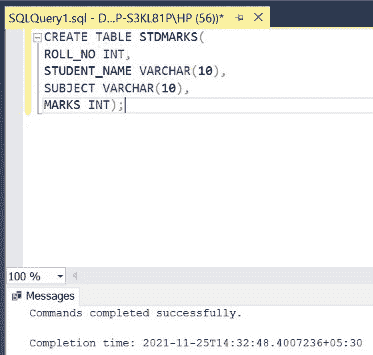 SQLQuery1.sql - D...P-S3KL81P\HP (56))*
CREATE TABLE STDMARKS(
ROLL_NO INT,
STUDENT_NAME VARCHAR(10),
SUBJECT VARCHAR(10),
MARKS INT);
100 %
Messages
Commands completed successfully.
Completion time: 2021-11-25T14:32:48.4007236+05:30